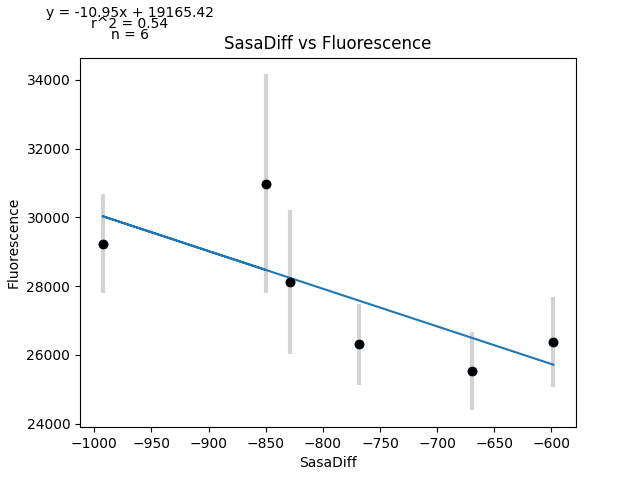 y = -10.95x + 19165.42
r^2 = 0.54
n = 6
SasaDiff vs Fluorescence
Fluorescence
34000
32000
30000
28000
26000
24000
−1000 −950 −900 −850 −800 −750 −700 −650 −600
SasaDiff